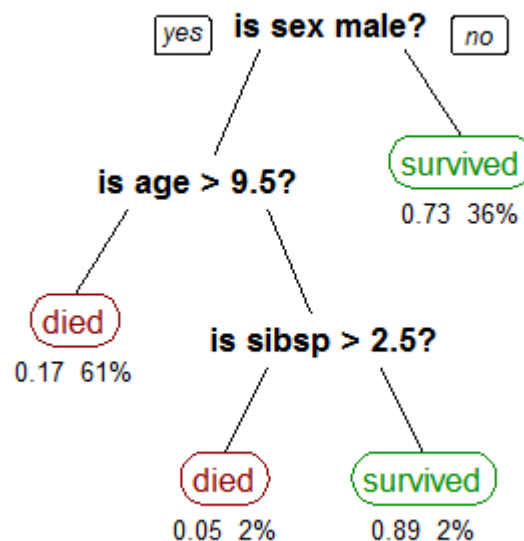 yes is sex male? no
survived
is age > 9.5?
0.73 36%
died
is sibsp > 2.5?
0.17 61%
died survived
0.05 2% 0.89 2%